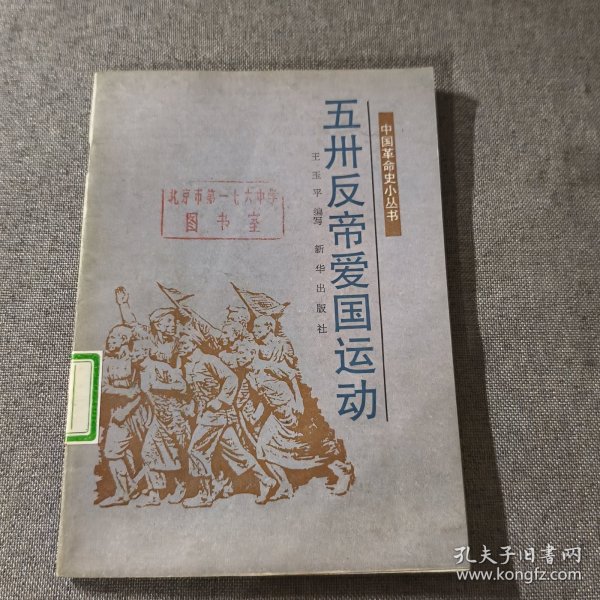 中国革命史小丛书
五卅反帝爱国运动
王玉平 编写 新华出版社
北京市第一七六中学
图书室
孔夫子旧书网
www.kongfz.com